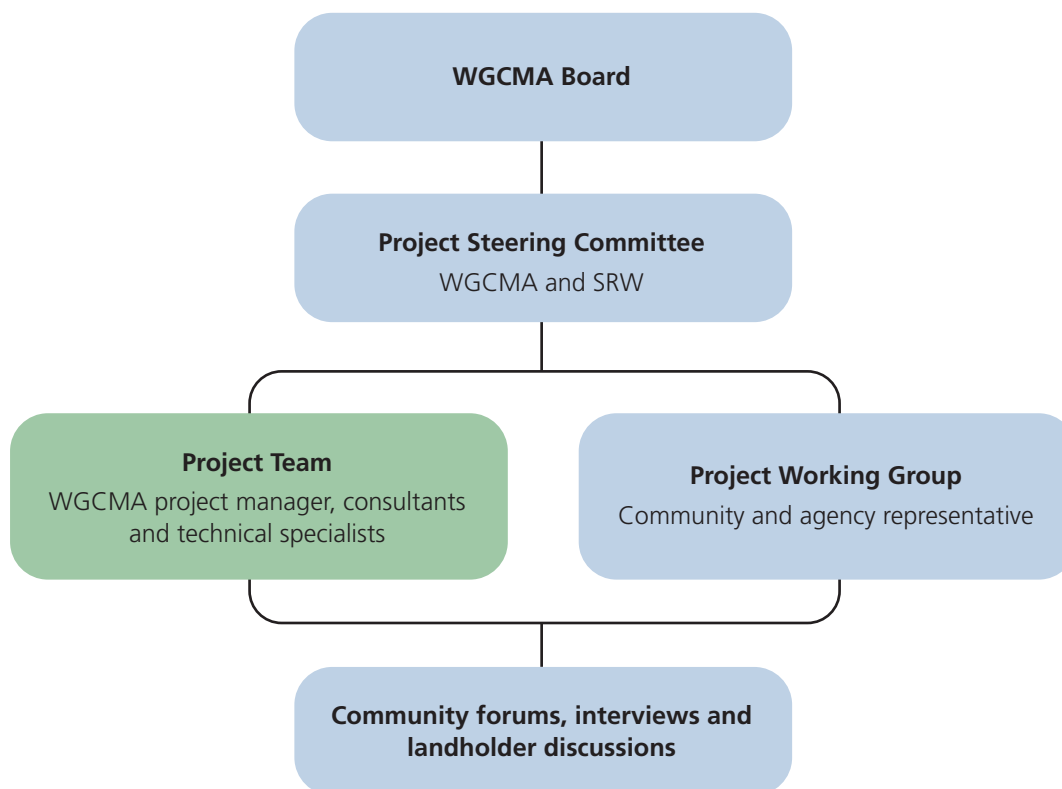 WGCMA Board
Project Steering Committee
WGCMA and SRW
Project Team
WGCMA project manager, consultants
and technical specialists
Project Working Group
Community and agency representative
Community forums, interviews and
landholder discussions